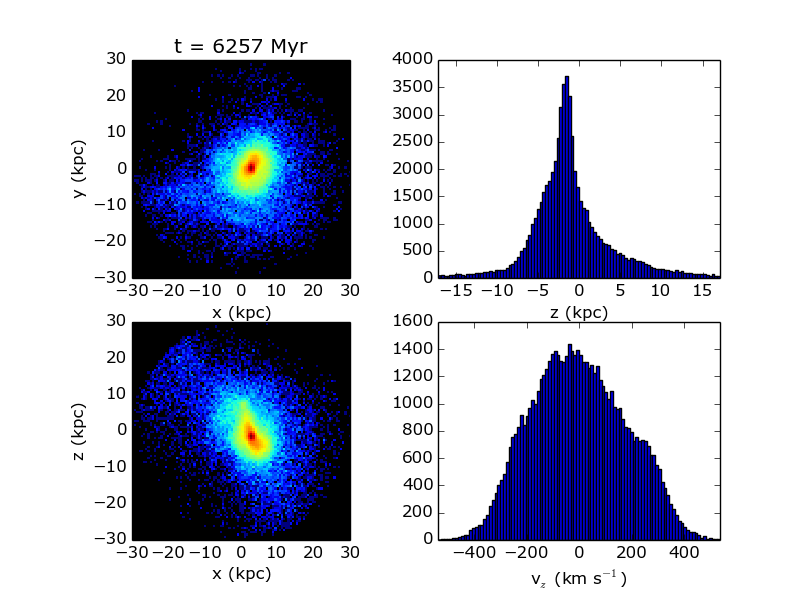 t = 6257 Myr
30
20
10
0
−10
−20
−30
y (kpc)
−30 −20 −10 0 10 20 30
x (kpc)
4000
3500
3000
2500
2000
1500
1000
500
0
−15 −10 −5 0 5 10 15
z (kpc)
30
20
10
0
−10
−20
−30
z (kpc)
−30 −20 −10 0 10 20 30
x (kpc)
1600
1400
1200
1000
800
600
400
200
0
−400 −200 0 200 400
v_z (km s^−1)